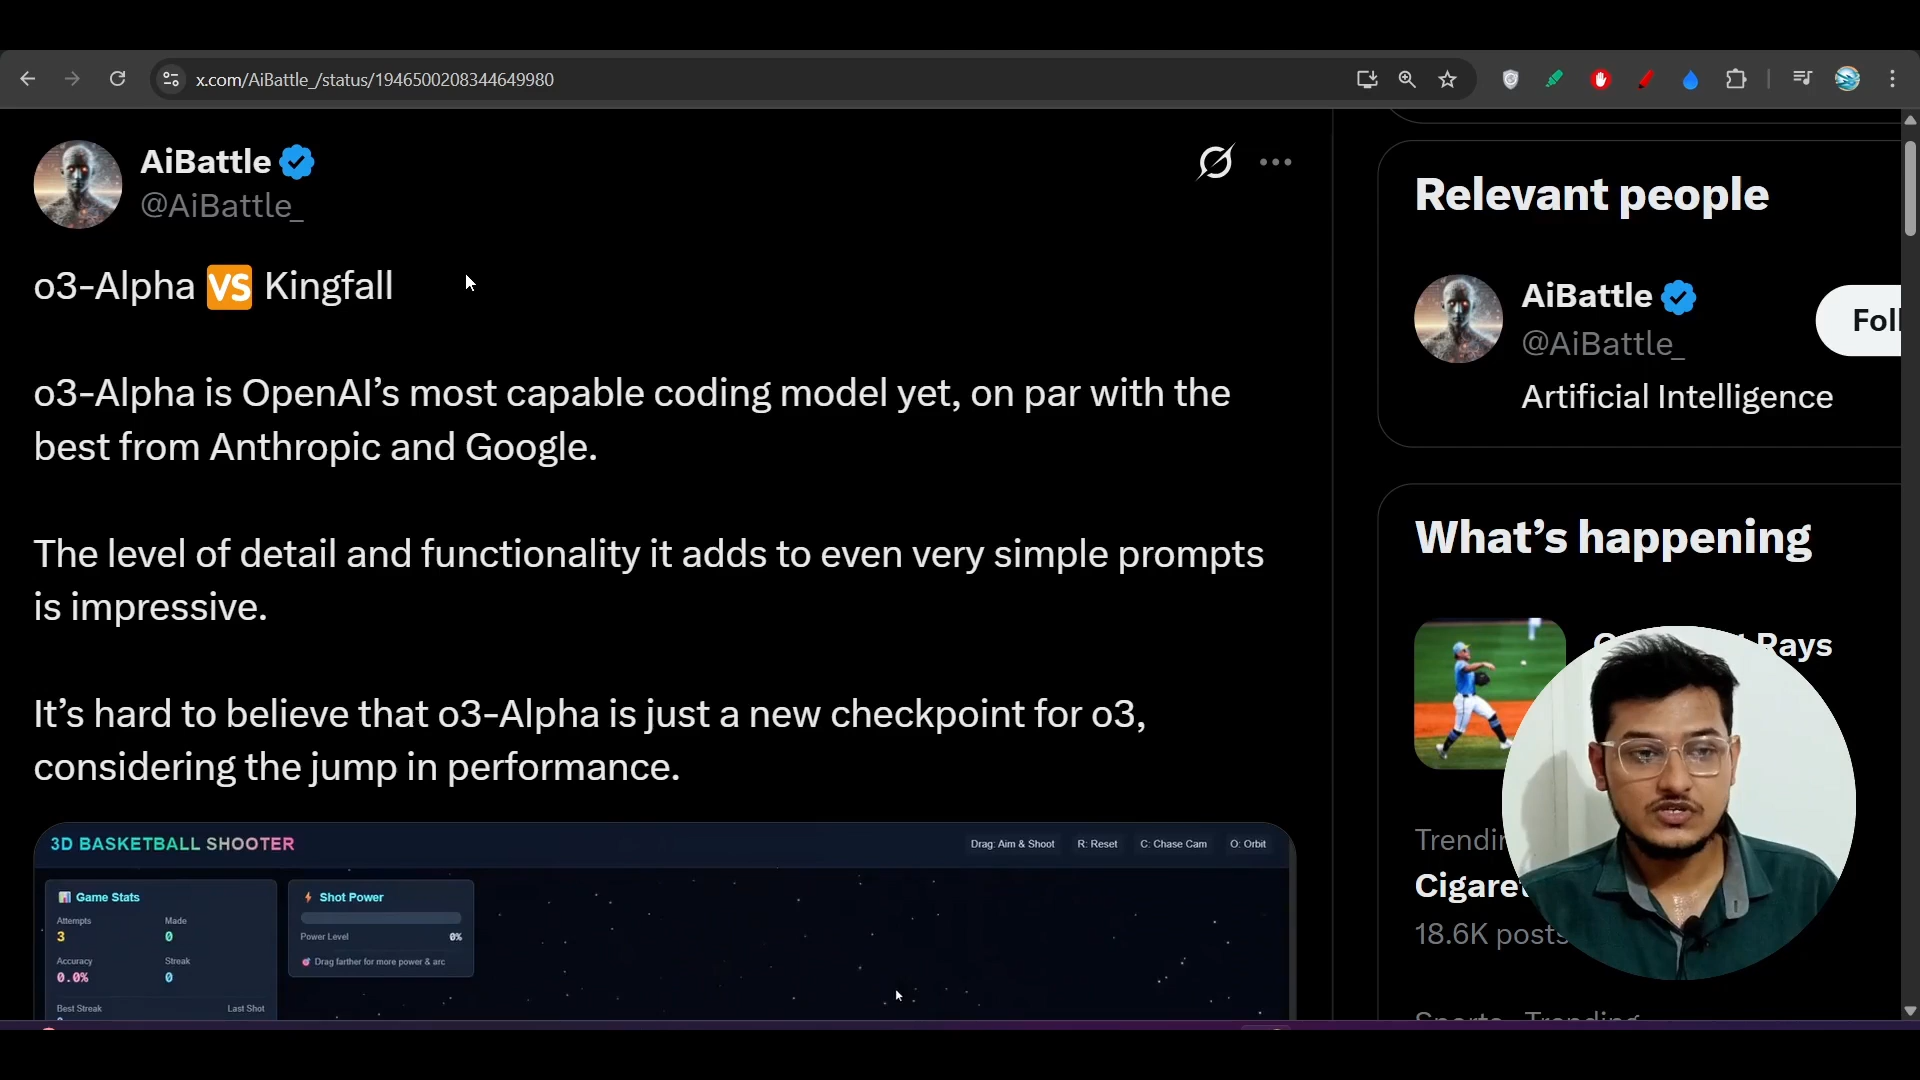 x.com/AiBattle_/status/1946500208344649980
AiBattle
@AiBattle_
o3-Alpha 🆚 Kingfall
o3-Alpha is OpenAI’s most capable coding model yet, on par with the
best from Anthropic and Google.
The level of detail and functionality it adds to even very simple prompts
is impressive.
It’s hard to believe that o3-Alpha is just a new checkpoint for o3,
considering the jump in performance.
3D BASKETBALL SHOOTER
Drag: Aim & Shoot R: Reset C: Chase Cam O: Orbit
Game Stats
Attempts Made
3 0
Accuracy Streak
0.0% 0
Best Streak Last Shot
Shot Power
Power Level 0%
Drag farther for more power & arc
Relevant people
AiBattle
@AiBattle_
Foll
Artificial Intelligence
What’s happening
Rays
Trendin
Cigaret
18.6K posts
Sports · Trending